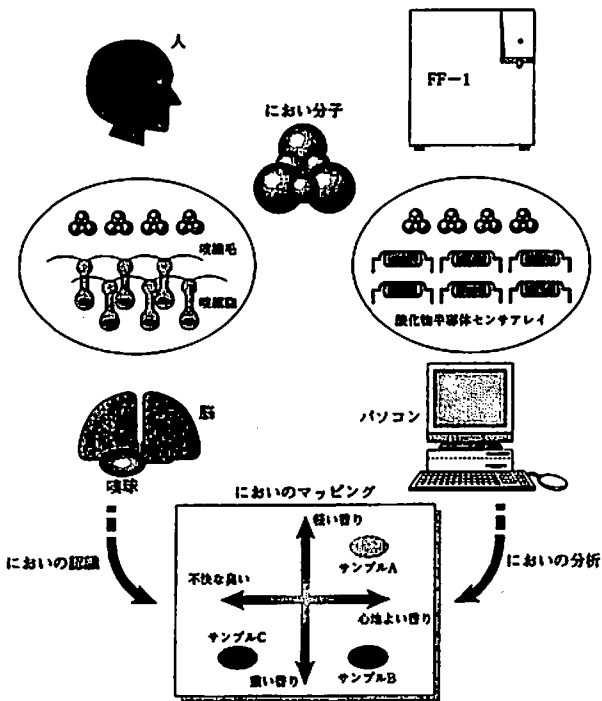 人
FF-1
におい分子
嗅繊毛
嗅細胞
酸化物半導体センサアレイ
脳
パソコン
嗅球
においのマッピング
軽い香り
においの認識
サンプルA
においの分析
不快な臭い
心地よい香り
サンプルC
重い香り
サンプルB